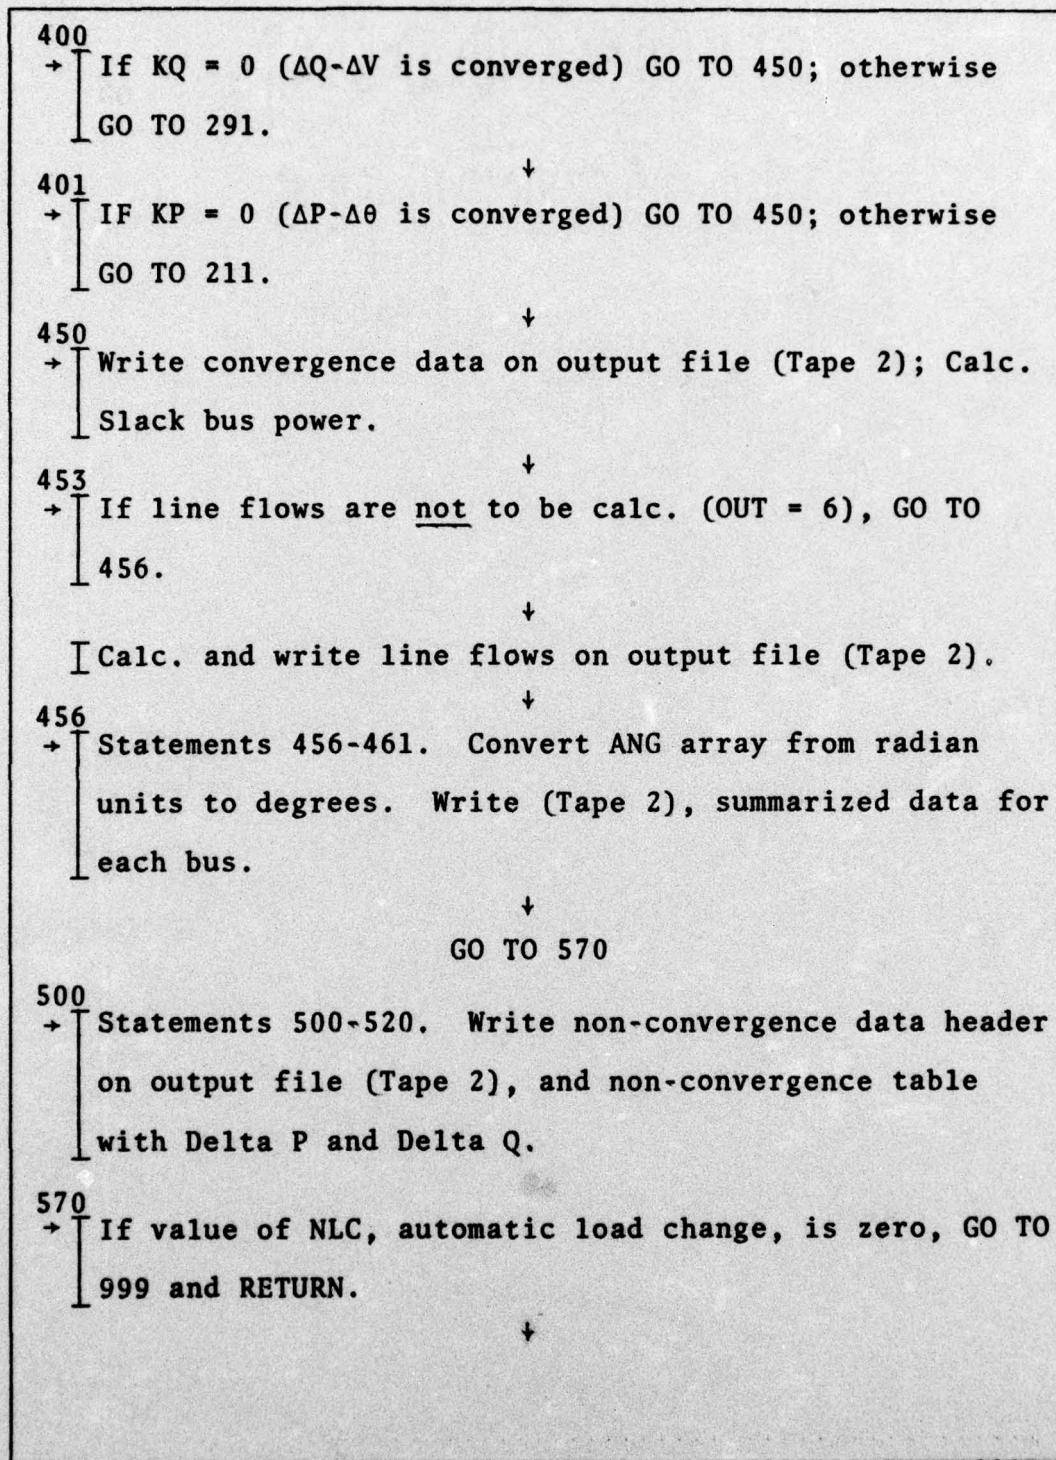 400
→ If KQ = 0 (ΔQ-ΔV is converged) GO TO 450; otherwise
GO TO 291.
↓
401
→ IF KP = 0 (ΔP-Δθ is converged) GO TO 450; otherwise
GO TO 211.
↓
450
→ Write convergence data on output file (Tape 2); Calc.
Slack bus power.
↓
453
→ If line flows are not to be calc. (OUT = 6), GO TO
456.
↓
Calc. and write line flows on output file (Tape 2).
↓
456
→ Statements 456-461. Convert ANG array from radian
units to degrees. Write (Tape 2), summarized data for
each bus.
↓
GO TO 570
500
→ Statements 500-520. Write non-convergence data header
on output file (Tape 2), and non-convergence table
with Delta P and Delta Q.
↓
570
→ If value of NLC, automatic load change, is zero, GO TO
999 and RETURN.
↓